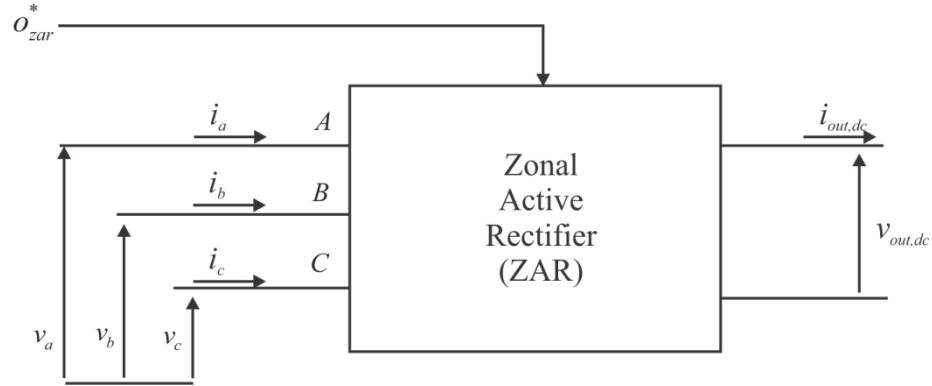 o*zar
ia
A
iout,dc
ib
B
Zonal
Active
Rectifier
(ZAR)
vout,dc
ic
C
va
vb
vc